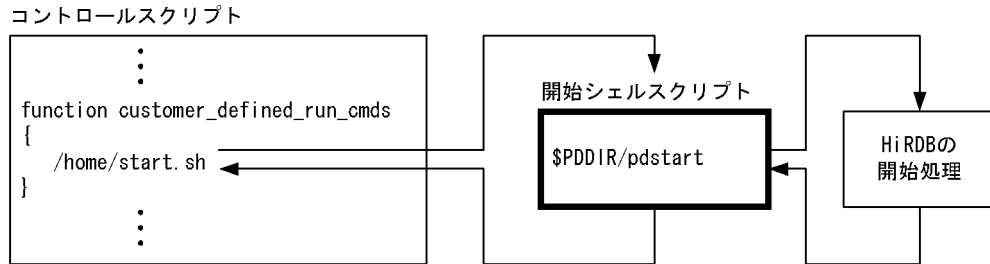 コントロールスクリプト
function customer_defined_run_cmds
{
/home/start.sh
}
開始シェルスクリプト
$PDDIR/pdstart
HiRDBの
開始処理